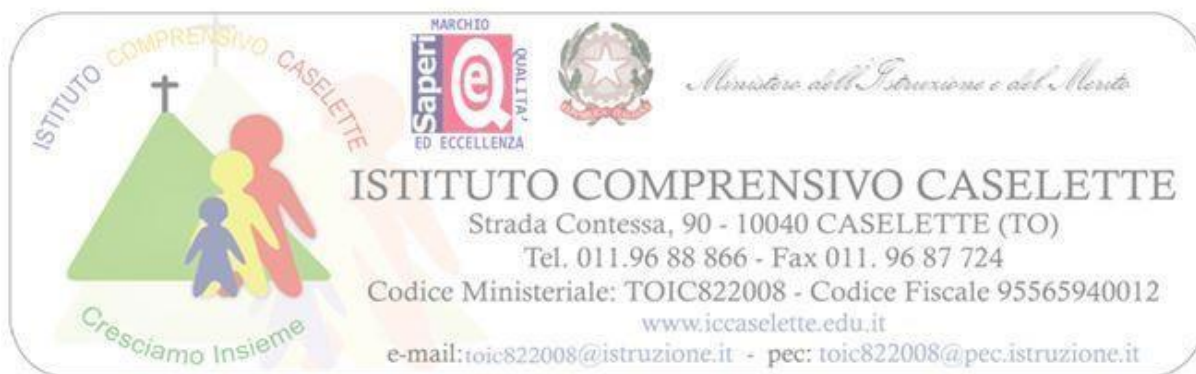 ISTITUTO COMPRENSIVO CASELETTE
Cresciamo Insieme
MARCHIO
Saperi
QUALITA'
ED ECCELLENZA
Ministero dell'Istruzione e del Merito
ISTITUTO COMPRENSIVO CASELETTE
Strada Contessa, 90 - 10040 CASELETTE (TO)
Tel. 011.96 88 866 - Fax 011. 96 87 724
Codice Ministeriale: TOIC822008 - Codice Fiscale 95565940012
www.iccaselette.edu.it
e-mail:toic822008@istruzione.it - pec: toic822008@pec.istruzione.it